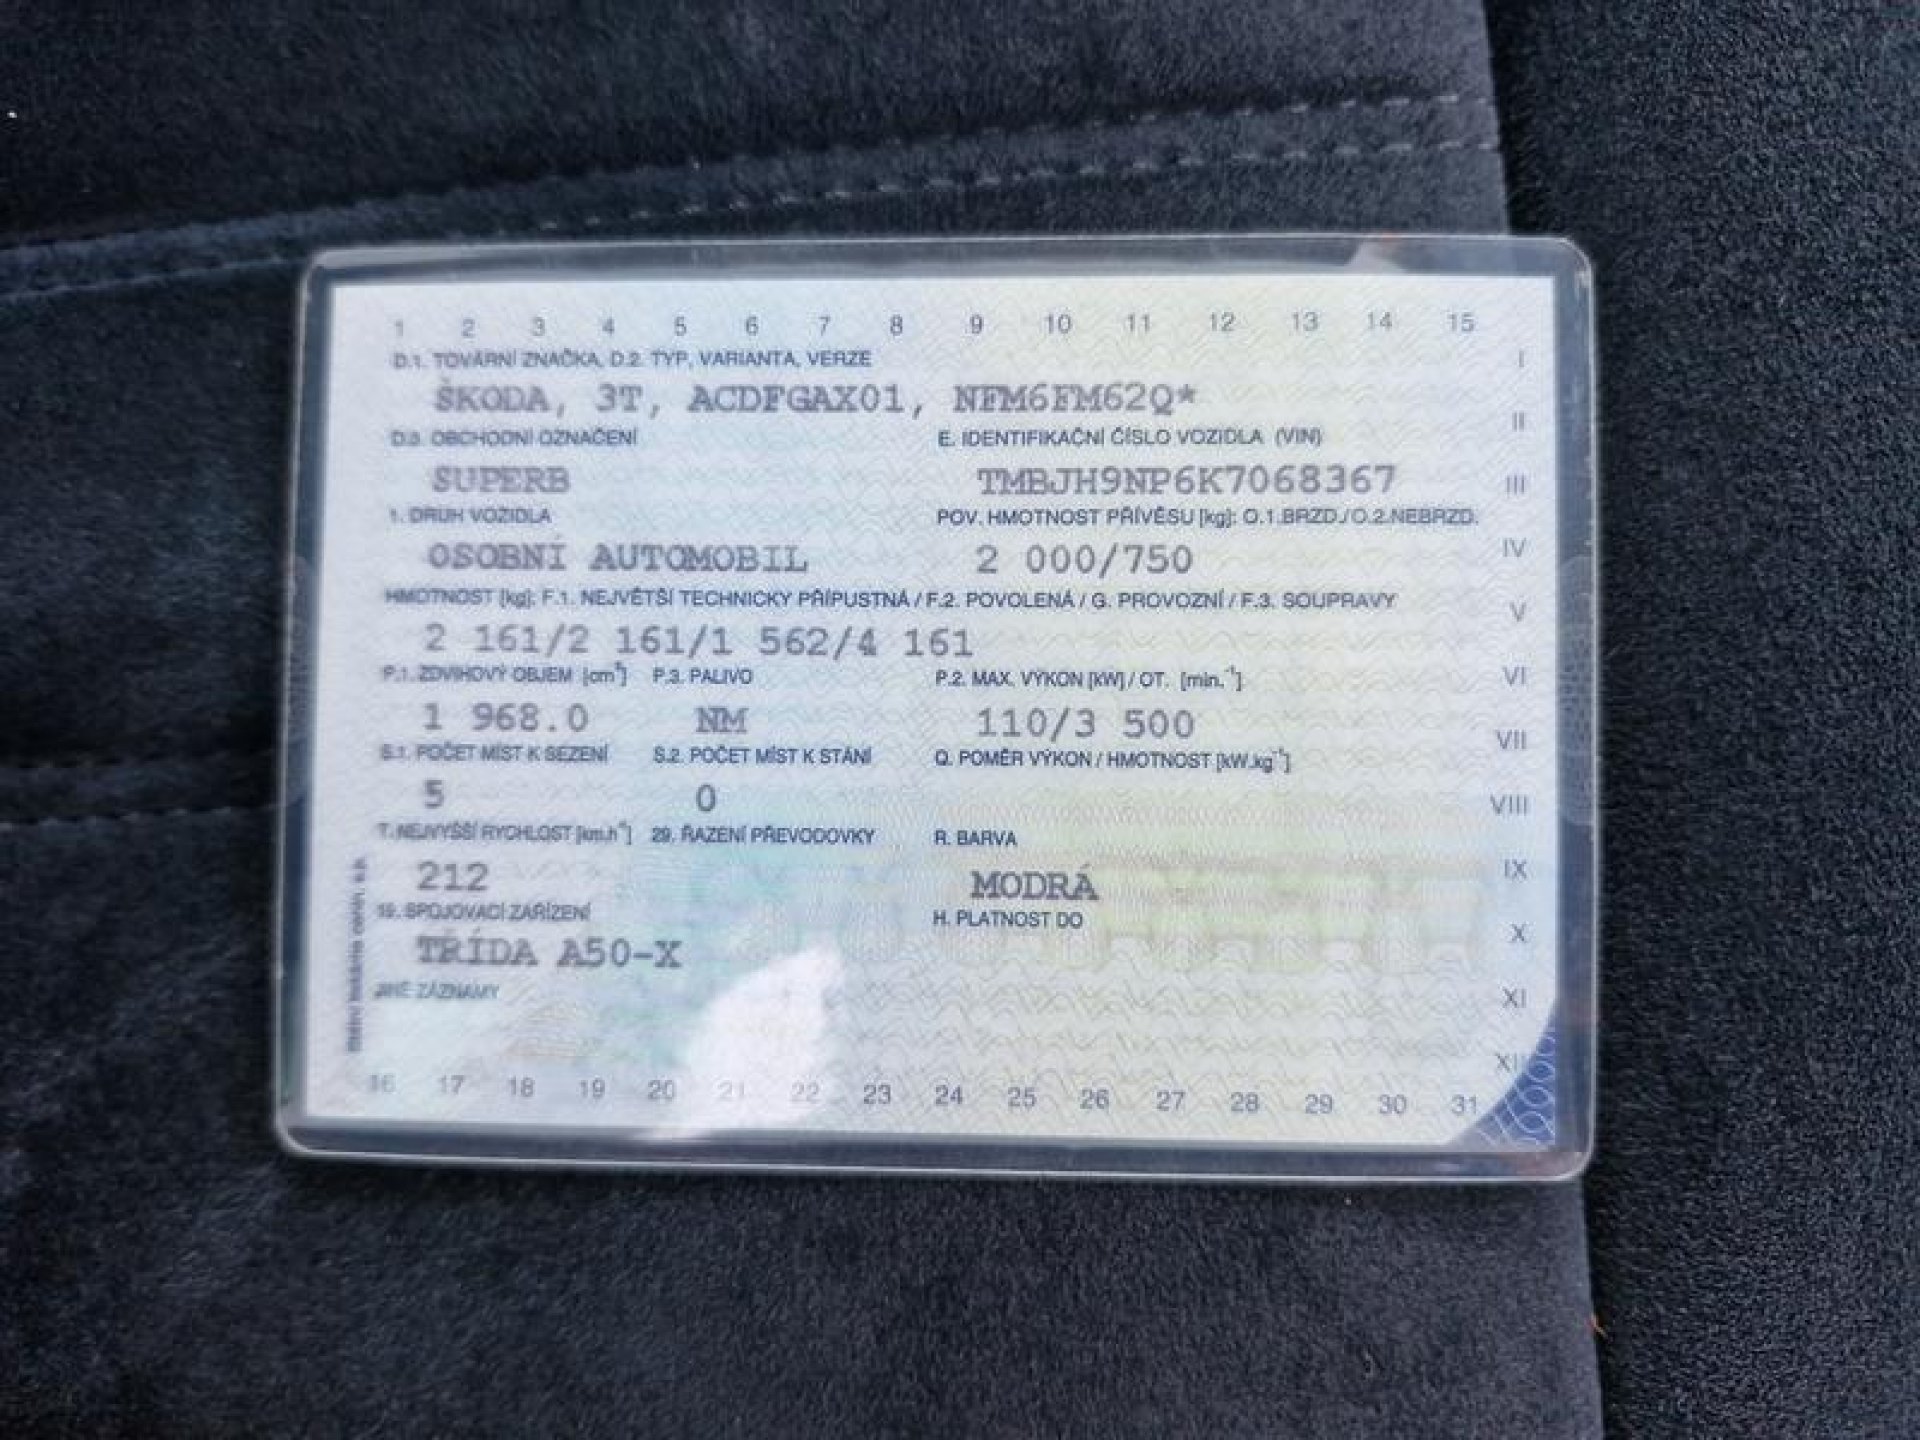 1 2 3 4 5 6 7 8 9 10 11 12 13 14 15
D.1. TOVÁRNÍ ZNAČKA, D.2. TYP, VARIANTA, VERZE I
ŠKODA, 3T, ACDFGAX01, NFM6FM62Q*
D.3. OBCHODNÍ OZNAČENÍ E. IDENTIFIKAČNÍ ČÍSLO VOZIDLA (VIN) II
SUPERB TMBJH9NP6K7068367 III
1. DRUH VOZIDLA POV. HMOTNOST PŘÍVĚSU [kg]: O.1.BRZD./O.2.NEBRZD.
OSOBNÍ AUTOMOBIL 2 000/750 IV
HMOTNOST [kg]: F.1. NEJVĚTŠÍ TECHNICKY PŘÍPUSTNÁ / F.2. POVOLENÁ / G. PROVOZNÍ / F.3. SOUPRAVY V
2 161/2 161/1 562/4 161
P.1. ZDVIHOVÝ OBJEM [cm³] P.3. PALIVO P.2. MAX. VÝKON [kW] / OT. [min.⁻¹] VI
1 968.0 NM 110/3 500
S.1. POČET MÍST K SEZENÍ S.2. POČET MÍST K STÁNÍ Q. POMĚR VÝKON / HMOTNOST [kW.kg⁻¹] VII
5 0 VIII
T. NEJVYŠŠÍ RYCHLOST [km.h⁻¹] 29. ŘAZENÍ PŘEVODOVKY R. BARVA
212 MODRÁ IX
19. SPOJOVACÍ ZAŘÍZENÍ H. PLATNOST DO
TŘÍDA A50-X X
JINÉ ZÁZNAMY XI
XII
16 17 18 19 20 21 22 23 24 25 26 27 28 29 30 31